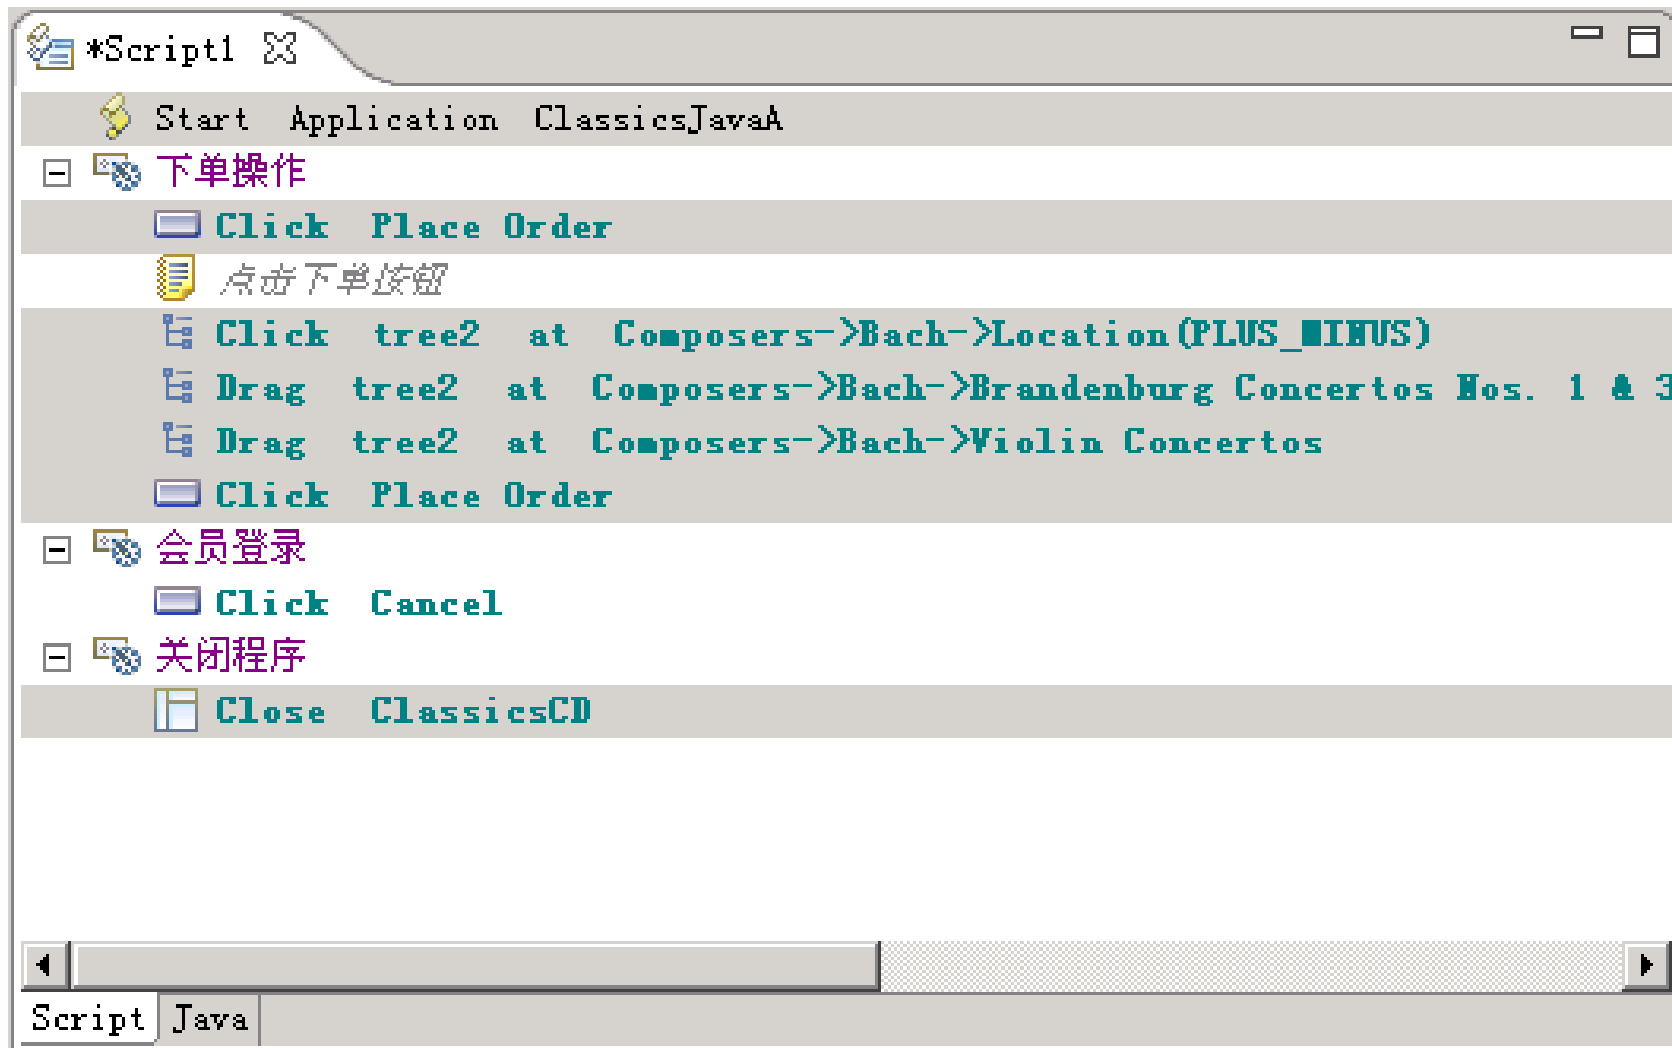 *Script1
Start Application ClassicsJavaA
下单操作
Click Place Order
点击下单按钮
Click tree2 at Composers->Bach->Location(PLUS_MINUS)
Drag tree2 at Composers->Bach->Brandenburg Concertos Nos. 1 & 3
Drag tree2 at Composers->Bach->Violin Concertos
Click Place Order
会员登录
Click Cancel
关闭程序
Close ClassicsCD
Script Java